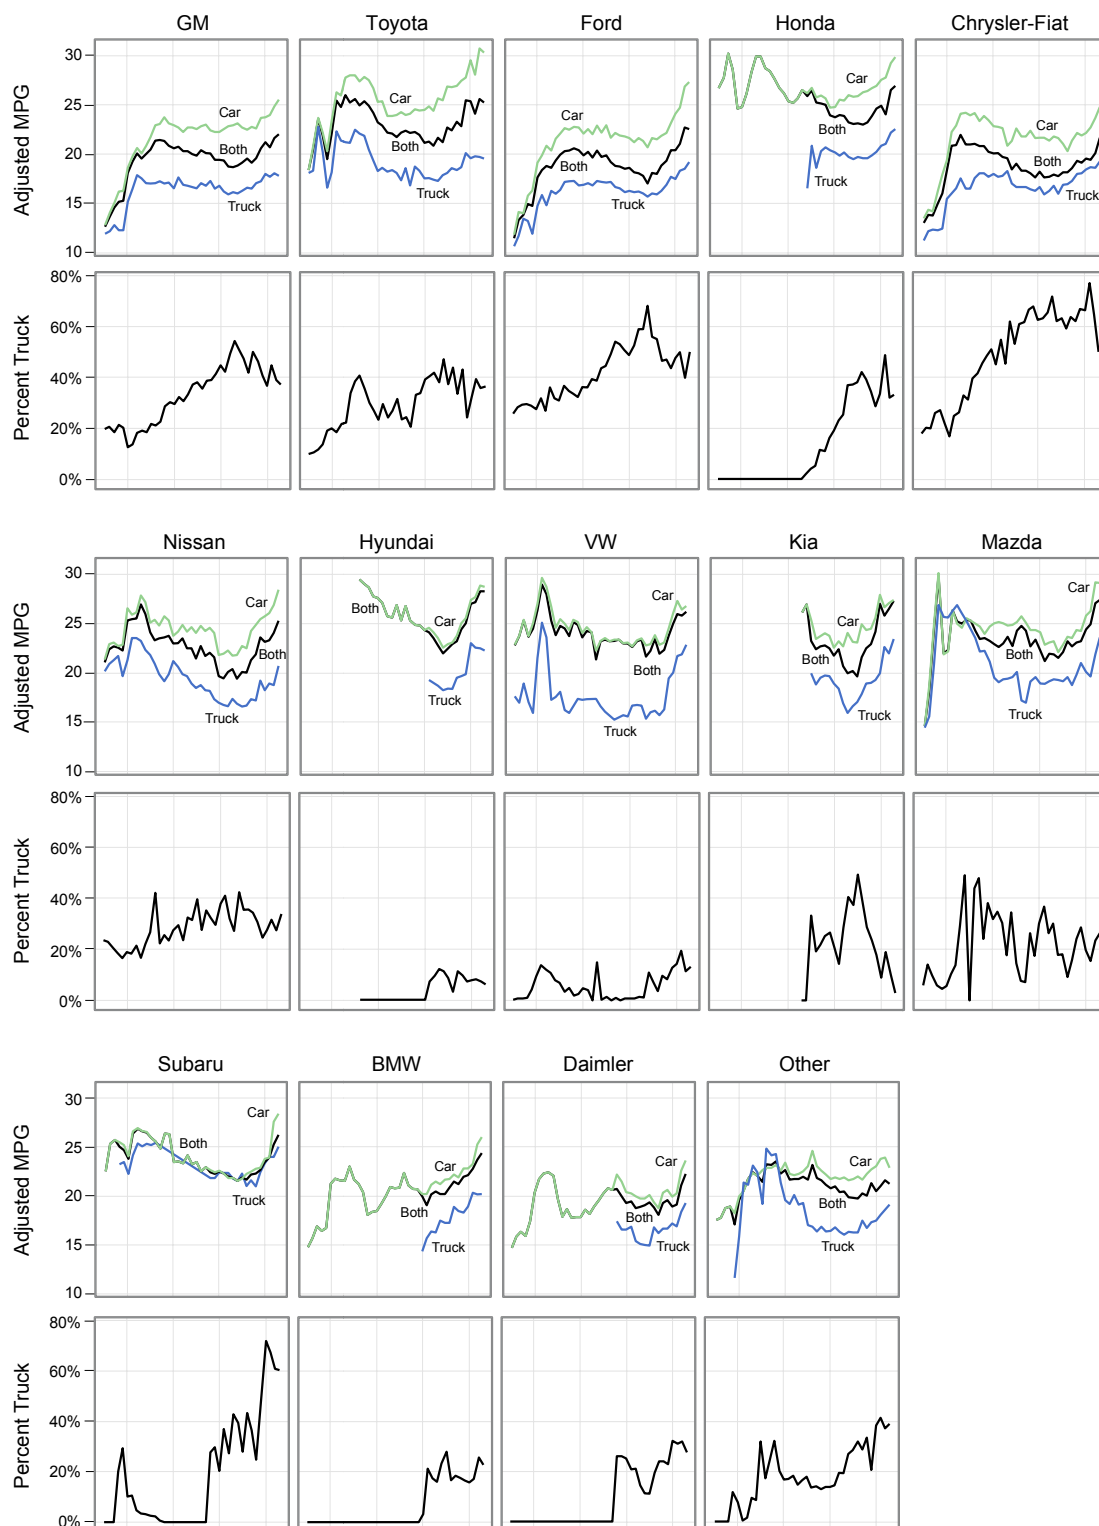 GM Toyota Ford Honda Chrysler-Fiat
Adjusted MPG
30
25
20
15
10
Car
Both
Truck
Car
Both
Truck
Car
Both
Truck
Car
Both
Truck
Car
Both
Truck
Percent Truck
80%
60%
40%
20%
0%
Nissan Hyundai VW Kia Mazda
Adjusted MPG
30
25
20
15
10
Car
Both
Truck
Both
Car
Truck
Car
Both
Truck
Car
Both
Truck
Car
Both
Truck
Percent Truck
80%
60%
40%
20%
0%
Subaru BMW Daimler Other
Adjusted MPG
30
25
20
15
10
Car
Both
Truck
Car
Both
Truck
Car
Both
Truck
Car
Both
Truck
Percent Truck
80%
60%
40%
20%
0%